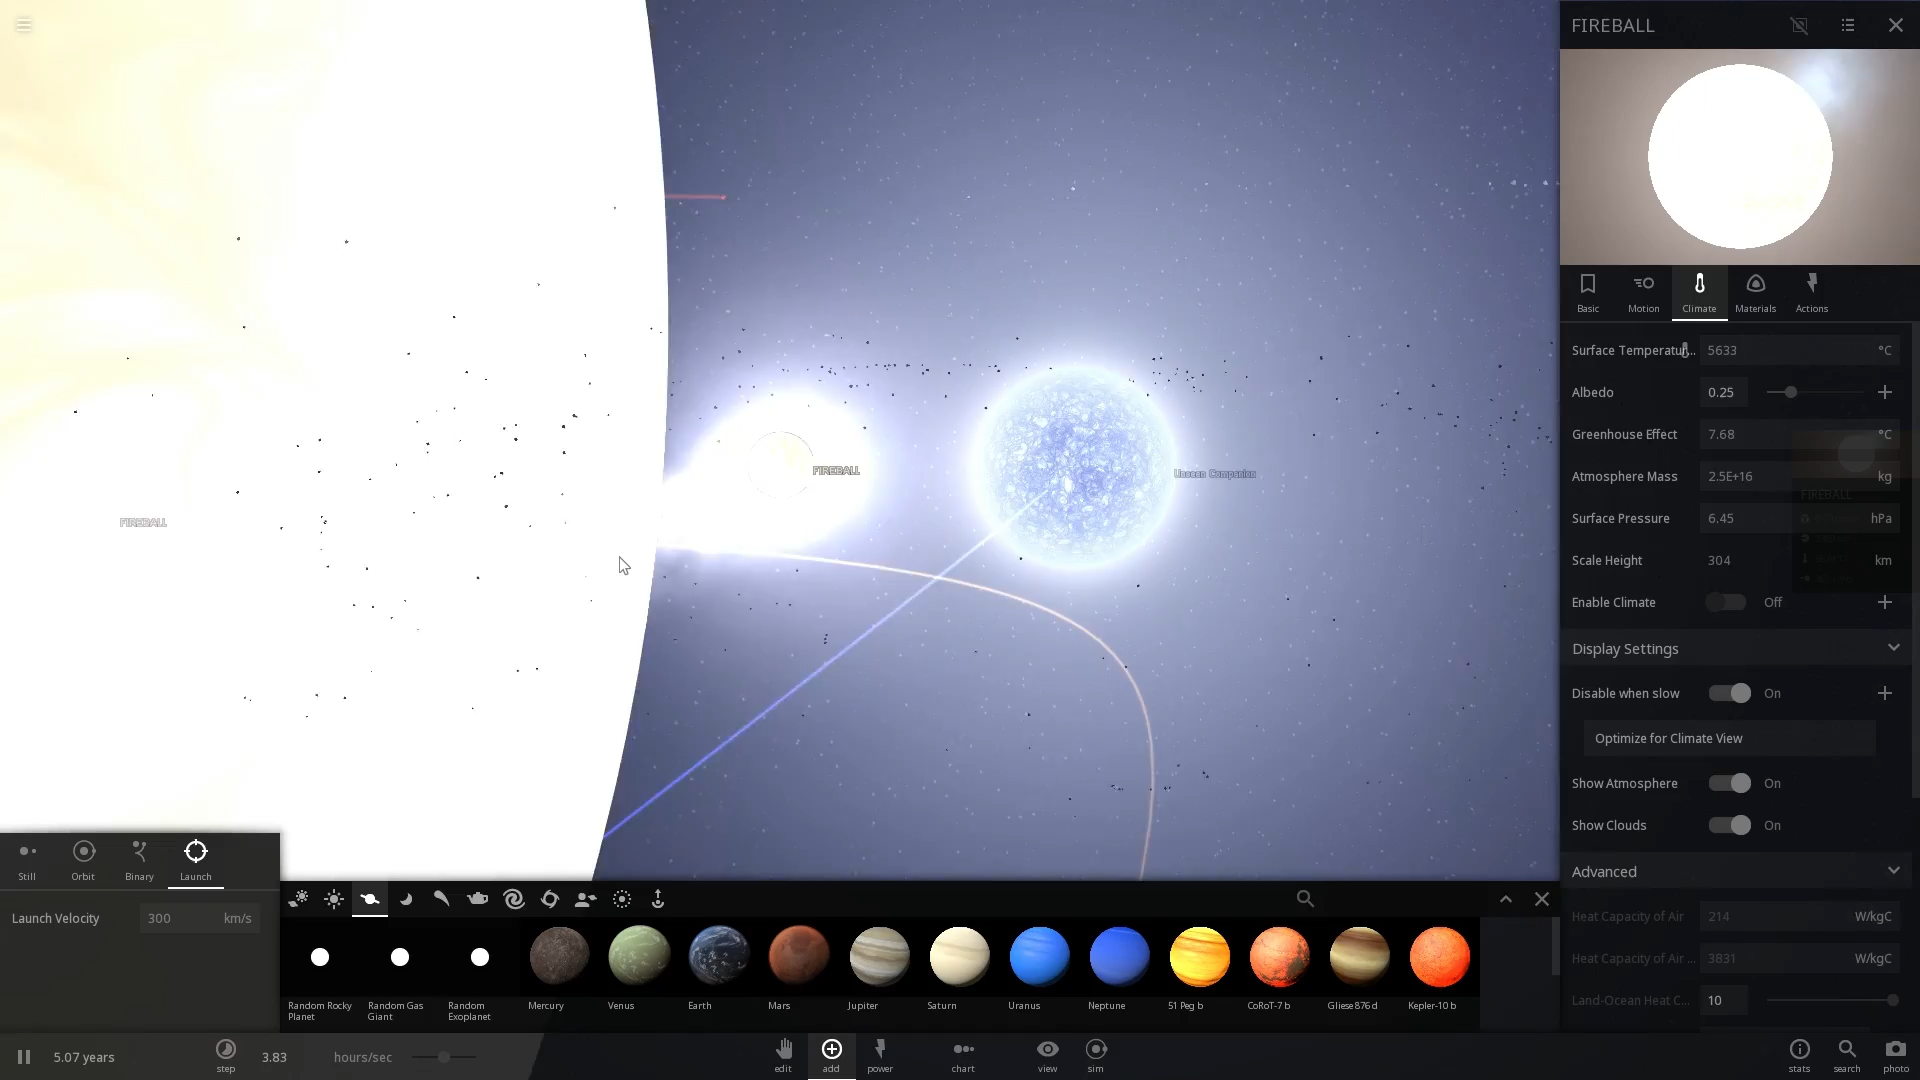 FIREBALL
Basic
Motion
Climate
Materials
Actions
Surface Temperatur...
5633
°C
Albedo
0.25
Greenhouse Effect
7.68
°C
Atmosphere Mass
2.5E+16
kg
FIREBALL
Surface Pressure
6.45
hPa
Scale Height
304
km
Enable Climate
Off
Display Settings
Disable when slow
On
Optimize for Climate View
Show Atmosphere
On
Show Clouds
On
Advanced
Heat Capacity of Air
214
W/kgC
Heat Capacity of Air ...
3831
W/kgC
Land-Ocean Heat C...
10
FIREBALL
Unseen Companion
FIREBALL
Still
Orbit
Binary
Launch
Launch Velocity
300
km/s
Random Rocky
Planet
Random Gas
Giant
Random
Exoplanet
Mercury
Venus
Earth
Mars
Jupiter
Saturn
Uranus
Neptune
51 Peg b
CoRoT-7 b
Gliese 876 d
Kepler-10 b
5.07 years
step
3.83
hours/sec
edit
add
power
chart
view
sim
stats
search
photo